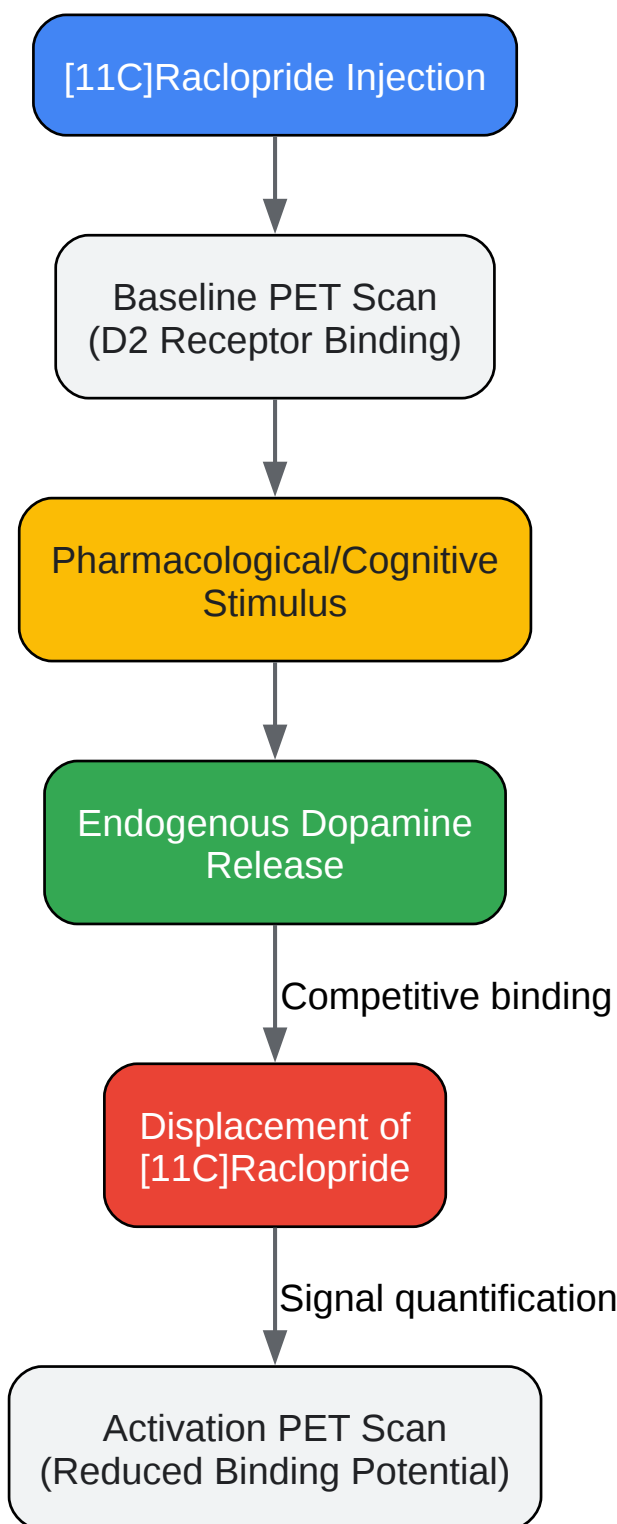 [11C]Raclopride Injection
Baseline PET Scan
(D2 Receptor Binding)
Pharmacological/Cognitive
Stimulus
Endogenous Dopamine
Release
Competitive binding
Displacement of
[11C]Raclopride
Signal quantification
Activation PET Scan
(Reduced Binding Potential)